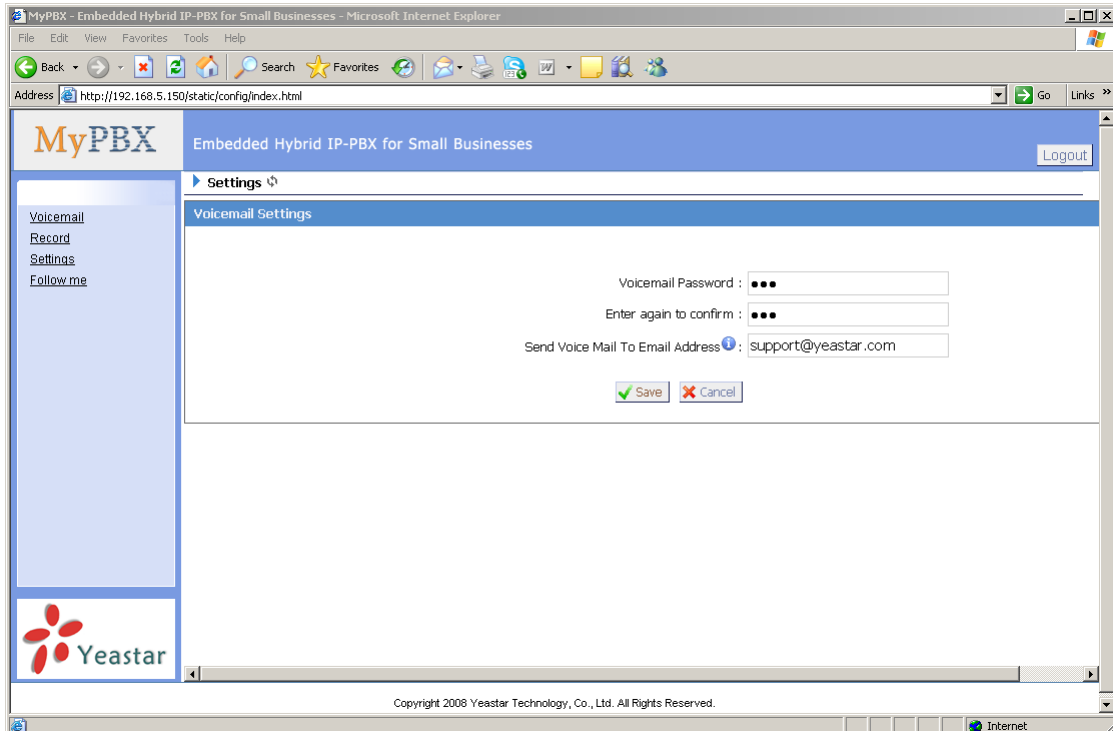 MyPBX - Embedded Hybrid IP-PBX for Small Businesses - Microsoft Internet Explorer
File Edit View Favorites Tools Help
Back Search Favorites
Address http://192.168.5.150/static/config/index.html Go Links »
MyPBX
Embedded Hybrid IP-PBX for Small Businesses
Logout
Settings
Voicemail Settings
Voicemail
Record
Settings
Follow me
Voicemail Password : ●●●
Enter again to confirm : ●●●
Send Voice Mail To Email Address : support@yeastar.com
Save Cancel
Yeastar
Copyright 2008 Yeastar Technology, Co., Ltd. All Rights Reserved.
Internet